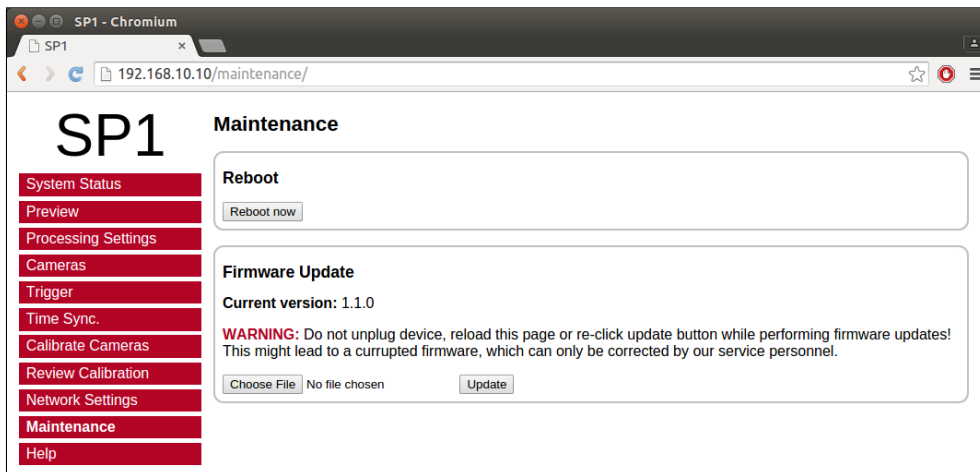 SP1 - Chromium
SP1
192.168.10.10/maintenance/
SP1
System Status
Preview
Processing Settings
Cameras
Trigger
Time Sync.
Calibrate Cameras
Review Calibration
Network Settings
Maintenance
Help
Maintenance
Reboot
Reboot now
Firmware Update
Current version: 1.1.0
WARNING: Do not unplug device, reload this page or re-click update button while performing firmware updates!
This might lead to a currupted firmware, which can only be corrected by our service personnel.
Choose File No file chosen Update